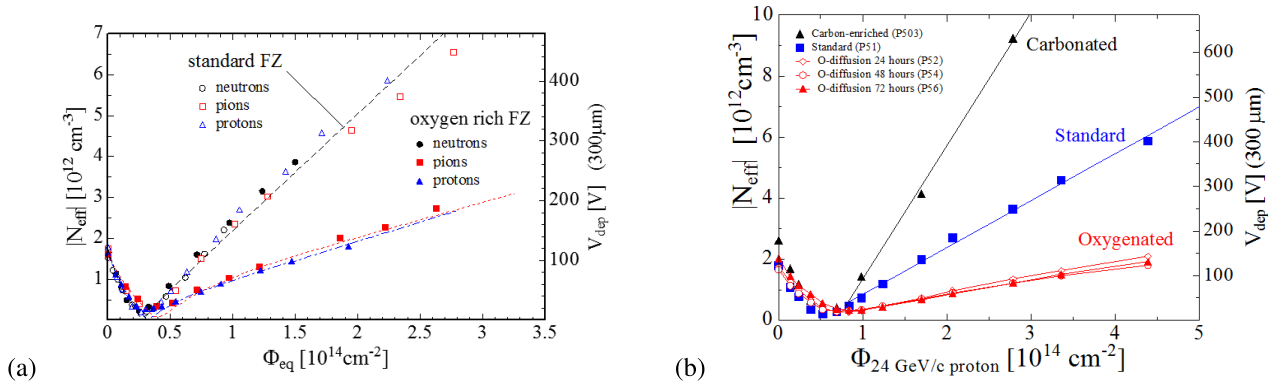 (a)
|N_eff| [10^12 cm^-3]
7
6
5
4
3
2
1
0 0.5 1 1.5 2 2.5 3 3.5
Φ_eq [10^14 cm^-2]
400
300
200
100
V_dep [V] (300μm)
standard FZ
neutrons
pions
protons
oxygen rich FZ
neutrons
pions
protons
(b)
|N_eff| [10^12 cm^-3]
10
8
6
4
2
0
0 1 2 3 4 5
Φ_24 GeV/c proton [10^14 cm^-2]
600
500
400
300
200
100
V_dep [V] (300 μm)
Carbon-enriched (P503)
Standard (P51)
O-diffusion 24 hours (P52)
O-diffusion 48 hours (P54)
O-diffusion 72 hours (P56)
Carbonated
Standard
Oxygenated